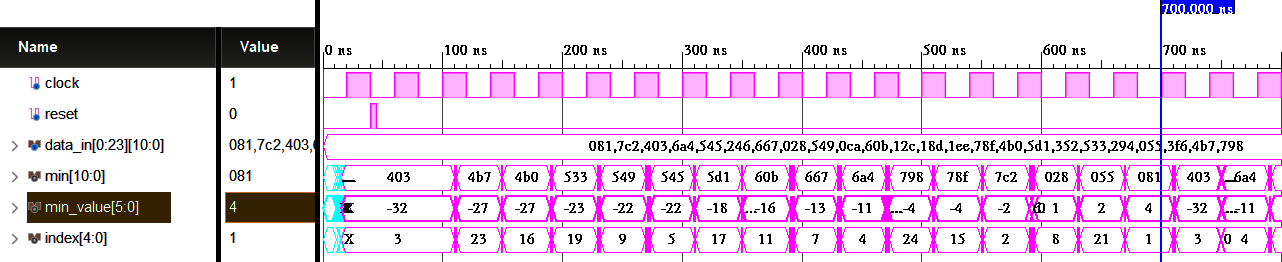 700.000 ns
Name Value 0 ns 100 ns 200 ns 300 ns 400 ns 500 ns 600 ns 700 ns
clock 1
reset 0
data_in[0:23][10:0] 081,7c2,403,6 081,7c2,403,6a4,545,246,667,028,549,0ca,60b,12c,18d,1ee,78f,4b0,5d1,352,533,294,055,3f6,4b7,798
min[10:0] 081 ... 403 4b7 4b0 533 549 545 5d1 60b 667 6a4 798 78f 7c2 028 055 081 403 ... 6a4
min_value[5:0] 4 -32 -27 -27 -23 -22 -22 -18 ... -16 -13 -11 ... -4 -4 -2 1 2 4 -32 ... -11
index[4:0] 1 X 3 23 16 19 9 5 17 11 7 4 24 15 2 8 21 1 3 0 4